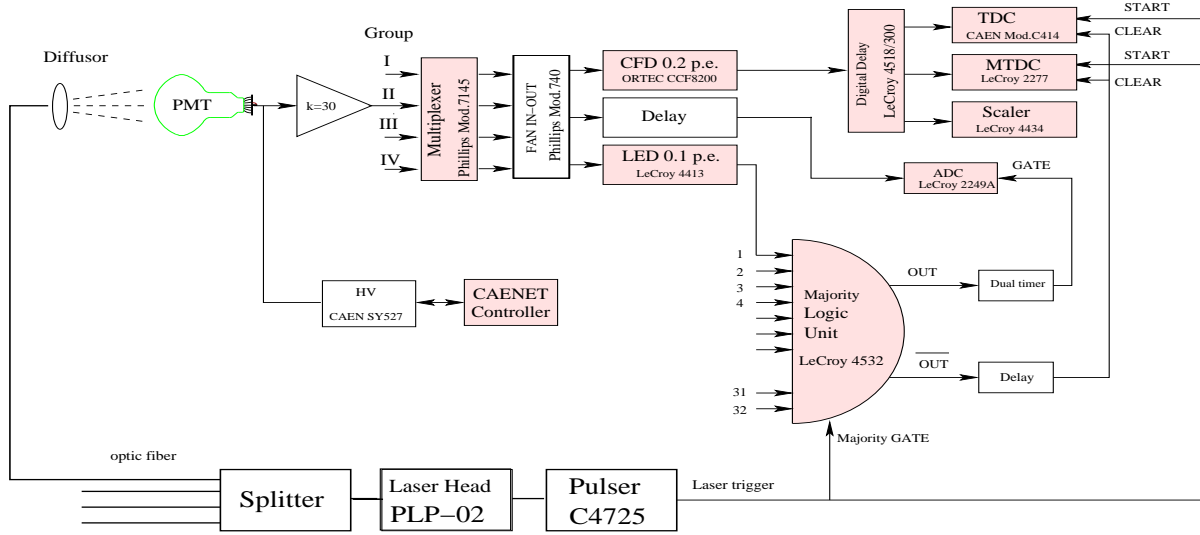 Diffusor
PMT
k=30
Group
I
II
III
IV
Multiplexer
Phillips Mod.7145
FAN IN-OUT
Phillips Mod.740
CFD 0.2 p.e.
ORTEC CCF8200
Delay
LED 0.1 p.e.
LeCroy 4413
Digital Delay
LeCroy 4518/300
TDC
CAEN Mod.C414
MTDC
LeCroy 2277
Scaler
LeCroy 4434
START
CLEAR
START
CLEAR
ADC
LeCroy 2249A
GATE
HV
CAEN SY527
CAENET
Controller
1
2
3
4
31
32
Majority
Logic
Unit
LeCroy 4532
OUT
Dual timer
OUT
Delay
Majority GATE
optic fiber
Splitter
Laser Head
PLP-02
Pulser
C4725
Laser trigger